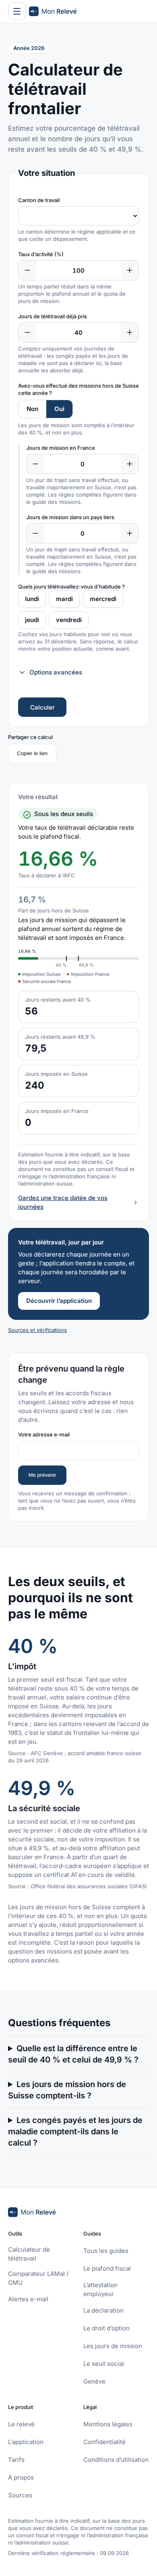 Mon Relevé
Année 2026
Calculateur de
télétravail
frontalier
Estimez votre pourcentage de télétravail
annuel et le nombre de jours qu'il vous
reste avant les seuils de 40 % et 49,9 %.
Votre situation
Canton de travail
Le canton détermine le régime applicable et ce
que coûte un dépassement.
Taux d'activité (%)
100
Un temps partiel réduit dans la même
proportion le plafond annuel et le quota de
jours de mission.
Jours de télétravail déjà pris
40
Comptez uniquement vos journées de
télétravail : les congés payés et les jours de
maladie ne sont pas à déclarer ici, la base
annuelle les absorbe déjà.
Avez-vous effectué des missions hors de Suisse
cette année ?
Non
Oui
Les jours de mission sont comptés à l'intérieur
des 40 %, et non en plus.
Jours de mission en France
0
Un jour de trajet sans travail effectué, ou
travaillé majoritairement en Suisse, n'est pas
compté. Les règles complètes figurent dans
le guide des missions.
Jours de mission dans un pays tiers
0
Un jour de trajet sans travail effectué, ou
travaillé majoritairement en Suisse, n'est pas
compté. Les règles complètes figurent dans
le guide des missions.
Quels jours télétravaillez-vous d'habitude ?
lundi
mardi
mercredi
jeudi
vendredi
Cochez vos jours habituels pour voir où vous
arrivez au 31 décembre. Sans réponse, le calcul
montre votre position actuelle, comme avant.
Options avancées
Calculer
Partager ce calcul
Copier le lien
Votre résultat
Sous les deux seuils
Votre taux de télétravail déclarable reste
sous le plafond fiscal.
16,66 %
Taux à déclarer à l'AFC
16,7 %
Part de jours hors de Suisse
Les jours de mission qui dépassent le
plafond annuel sortent du régime de
télétravail et sont imposés en France.
16,66 %
40 %
49,9 %
Imposition Suisse
Imposition France
Sécurité sociale France
Jours restants avant 40 %
56
Jours restants avant 49,9 %
79,5
Jours imposés en Suisse
240
Jours imposés en France
0
Estimation fournie à titre indicatif, sur la base
des jours que vous avez déclarés. Ce
document ne constitue pas un conseil fiscal et
n'engage ni l'administration française ni
l'administration suisse.
Gardez une trace datée de vos
journées
Votre télétravail, jour par jour
Vous déclarerez chaque journée en un
geste ; l'application tiendra le compte, et
chaque journée sera horodatée par le
serveur.
Découvrir l'application
Sources et vérifications
Être prévenu quand la règle
change
Les seuils et les accords fiscaux
changent. Laissez votre adresse et nous
vous écrirons quand c'est le cas : rien
d'autre.
Votre adresse e-mail
Me prévenir
Vous recevrez un message de confirmation ;
tant que vous ne l'avez pas ouvert, vous n'êtes
pas inscrit.
Les deux seuils, et
pourquoi ils ne sont
pas le même
40 %
L'impôt
Le premier seuil est fiscal. Tant que votre
télétravail reste sous 40 % de votre temps de
travail annuel, votre salaire continue d'être
imposé en Suisse. Au-delà, les jours
excédentaires deviennent imposables en
France ; dans les cantons relevant de l'accord de
1983, c'est le statut de frontalier lui-même qui
est en jeu.
Source : AFC Genève ; accord amiable franco-suisse
du 29 avril 2026
49,9 %
La sécurité sociale
Le second est social, et il ne se confond pas
avec le premier : il décide de votre affiliation à la
sécurité sociale, non de votre imposition. Il se
situe à 49,9 %, et au-delà votre affiliation peut
basculer en France. À partir d'un quart de
télétravail, l'accord-cadre européen s'applique et
suppose un certificat A1 en cours de validité.
Source : Office fédéral des assurances sociales (OFAS)
Les jours de mission hors de Suisse comptent à
l'intérieur de ces 40 %, et non en plus. Un quota
annuel s'y ajoute, réduit proportionnellement si
vous travaillez à temps partiel ou si votre année
est incomplète. C'est la raison pour laquelle la
question des missions est posée avant les
options avancées.
Questions fréquentes
Quelle est la différence entre le
seuil de 40 % et celui de 49,9 % ?
Les jours de mission hors de
Suisse comptent-ils ?
Les congés payés et les jours de
maladie comptent-ils dans le
calcul ?
Mon Relevé
Outils
Calculateur de
télétravail
Comparateur LAMal /
CMU
Alertes e-mail
Guides
Tous les guides
Le plafond fiscal
L'attestation
employeur
La déclaration
Le droit d'option
Les jours de mission
Le seuil social
Genève
Le produit
Le relevé
L'application
Tarifs
À propos
Sources
Légal
Mentions légales
Confidentialité
Conditions d'utilisation
Estimation fournie à titre indicatif, sur la base des jours
que vous avez déclarés. Ce document ne constitue pas
un conseil fiscal et n'engage ni l'administration française
ni l'administration suisse.
Dernière vérification réglementaire : 09.09.2026